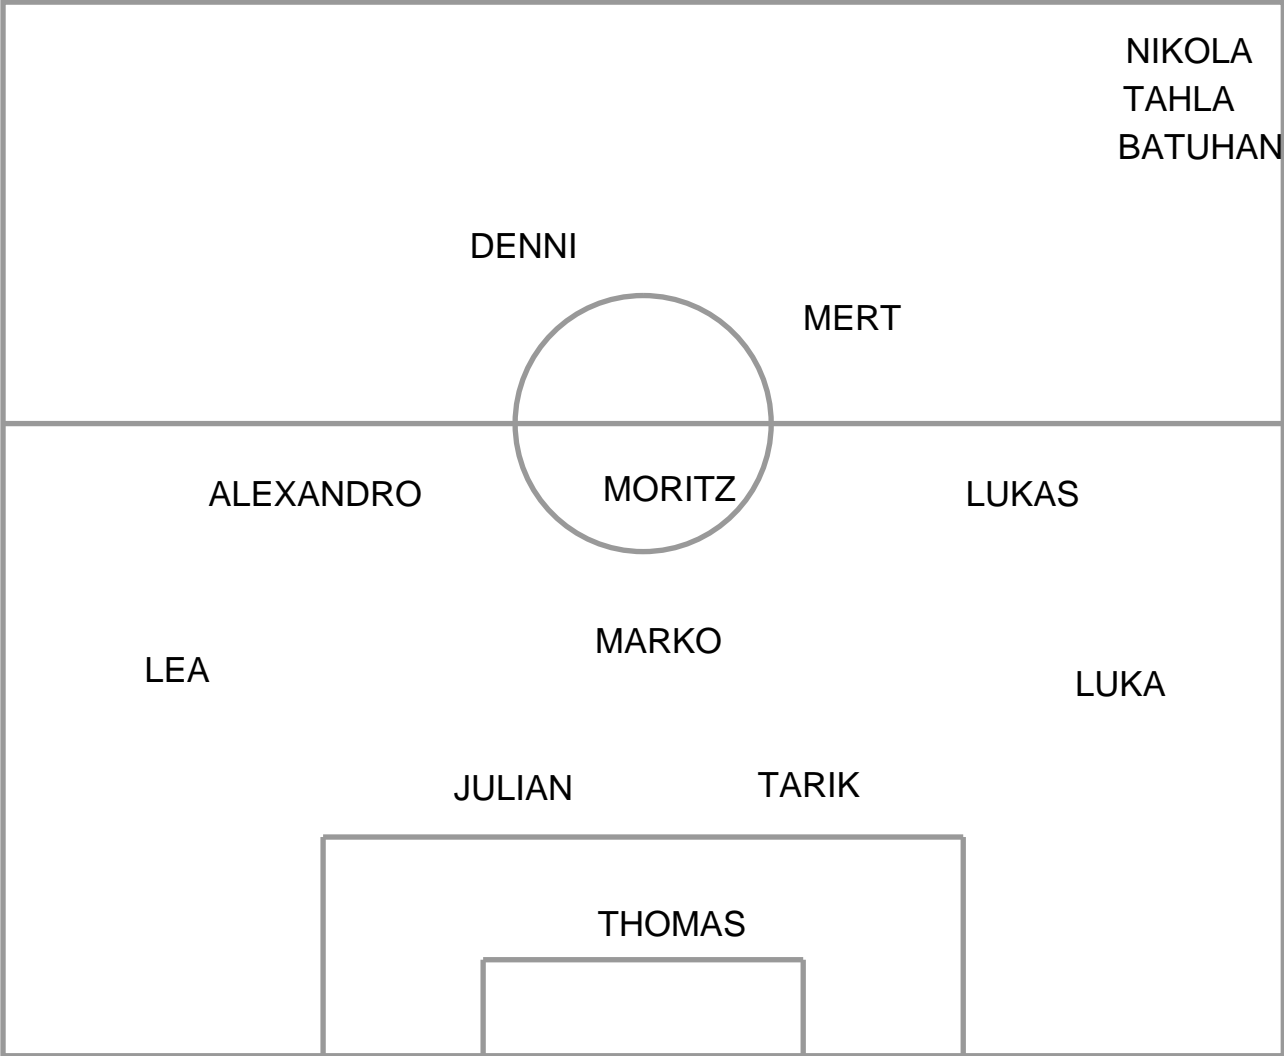 NIKOLA
TAHLA
BATUHAN
DENNI
MERT
ALEXANDRO
MORITZ
LUKAS
LEA
MARKO
LUKA
JULIAN
TARIK
THOMAS